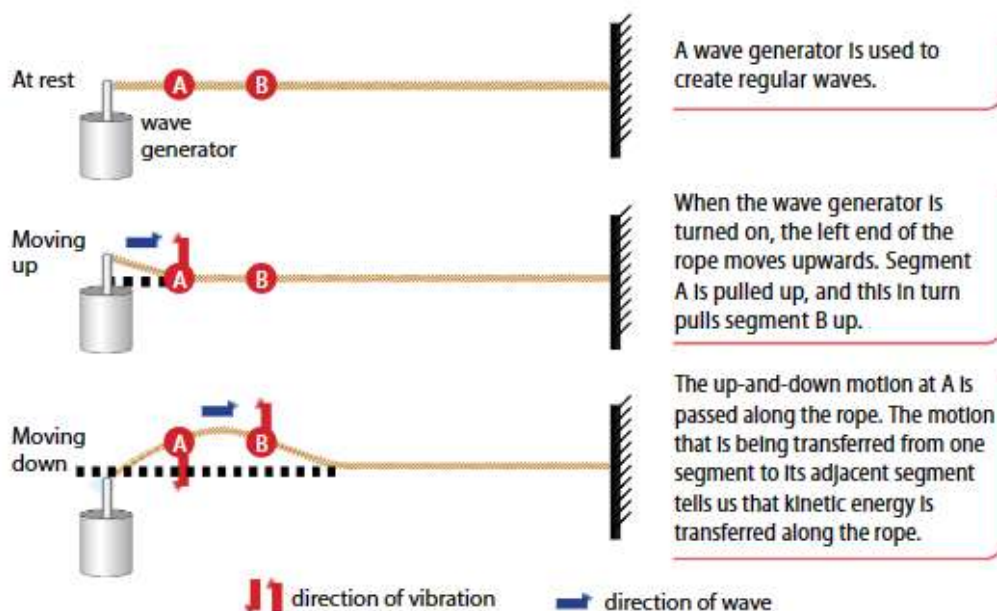 At rest
A
B
wave
generator
A wave generator is used to
create regular waves.
Moving
up
A
B
When the wave generator is
turned on, the left end of the
rope moves upwards. Segment
A is pulled up, and this in turn
pulls segment B up.
Moving
down
A
B
The up-and-down motion at A is
passed along the rope. The motion
that is being transferred from one
segment to its adjacent segment
tells us that kinetic energy is
transferred along the rope.
direction of vibration
direction of wave